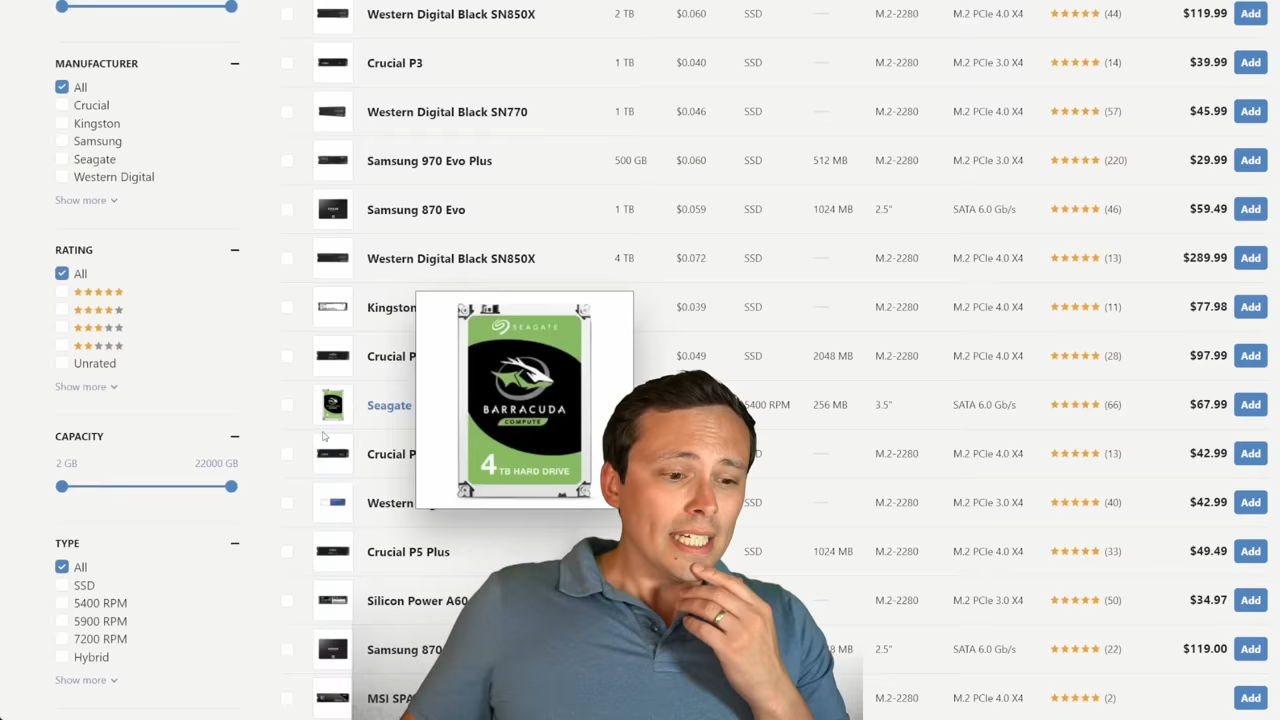 Western Digital Black SN850X 2 TB $0.060 SSD M.2-2280 M.2 PCIe 4.0 X4 (44) $119.99 Add
MANUFACTURER
All
Crucial
Kingston
Samsung
Seagate
Western Digital
Show more
RATING
All
Unrated
Show more
CAPACITY
2 GB 22000 GB
TYPE
All
SSD
5400 RPM
5900 RPM
7200 RPM
Hybrid
Show more
Crucial P3 1 TB $0.040 SSD M.2-2280 M.2 PCIe 3.0 X4 (14) $39.99 Add
Western Digital Black SN770 1 TB $0.046 SSD M.2-2280 M.2 PCIe 4.0 X4 (57) $45.99 Add
Samsung 970 Evo Plus 500 GB $0.060 SSD 512 MB M.2-2280 M.2 PCIe 3.0 X4 (220) $29.99 Add
Samsung 870 Evo 1 TB $0.059 SSD 1024 MB 2.5" SATA 6.0 Gb/s (46) $59.49 Add
Western Digital Black SN850X 4 TB $0.072 SSD M.2-2280 M.2 PCIe 4.0 X4 (13) $289.99 Add
Kingston $0.039 SSD M.2-2280 M.2 PCIe 4.0 X4 (11) $77.98 Add
Crucial P $0.049 SSD 2048 MB M.2-2280 M.2 PCIe 4.0 X4 (28) $97.99 Add
Seagate 5400 RPM 256 MB 3.5" SATA 6.0 Gb/s (66) $67.99 Add
Crucial P M.2-2280 M.2 PCIe 4.0 X4 (13) $42.99 Add
Western SSD M.2-2280 M.2 PCIe 3.0 X4 (40) $42.99 Add
Crucial P5 Plus SSD 1024 MB M.2-2280 M.2 PCIe 4.0 X4 (33) $49.49 Add
Silicon Power A60 M.2-2280 M.2 PCIe 3.0 X4 (50) $34.97 Add
Samsung 870 8 MB 2.5" SATA 6.0 Gb/s (22) $119.00 Add
MSI SPA M.2-2280 M.2 PCIe 4.0 X4 (2) Add
SEAGATE
BARRACUDA
COMPUTE
4 TB HARD DRIVE